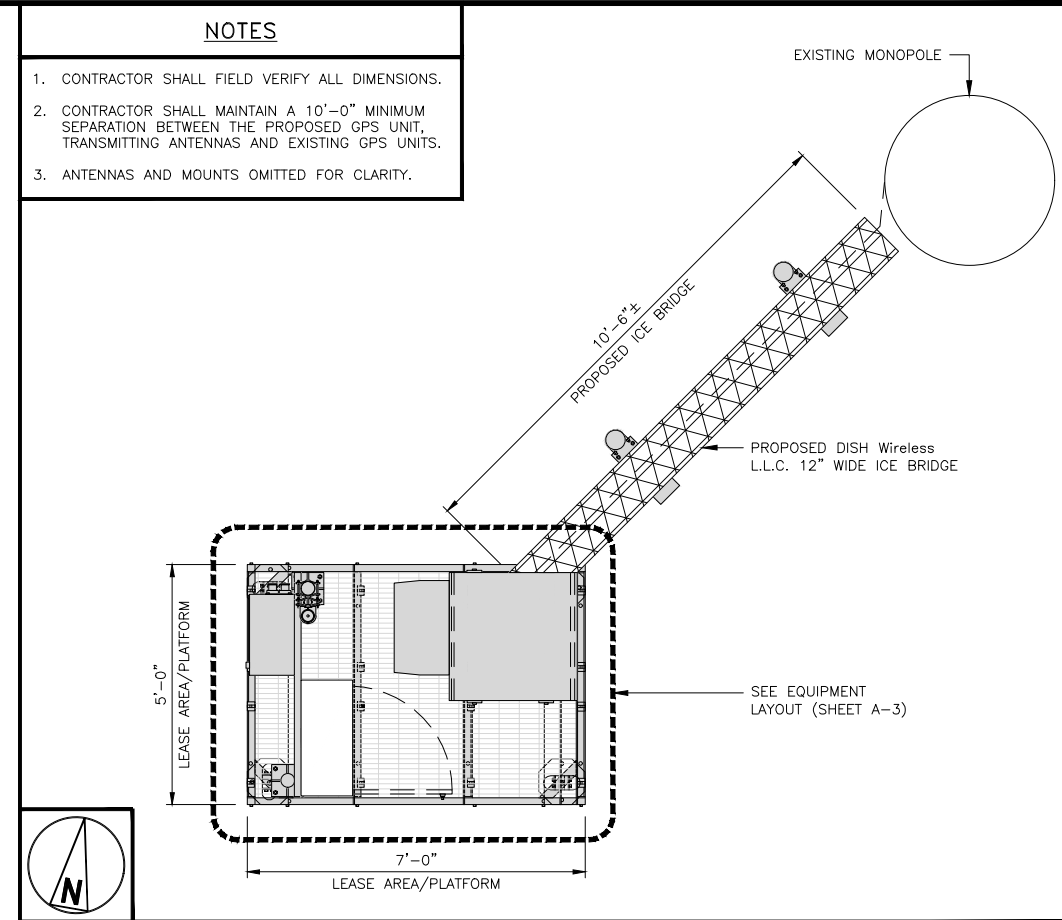 NOTES
1. CONTRACTOR SHALL FIELD VERIFY ALL DIMENSIONS.
2. CONTRACTOR SHALL MAINTAIN A 10'-0" MINIMUM
SEPARATION BETWEEN THE PROPOSED GPS UNIT,
TRANSMITTING ANTENNAS AND EXISTING GPS UNITS.
3. ANTENNAS AND MOUNTS OMITTED FOR CLARITY.
EXISTING MONOPOLE
10'-6"±
PROPOSED ICE BRIDGE
PROPOSED DISH Wireless
L.L.C. 12" WIDE ICE BRIDGE
5'-0"
LEASE AREA/PLATFORM
SEE EQUIPMENT
LAYOUT (SHEET A-3)
7'-0"
LEASE AREA/PLATFORM
N